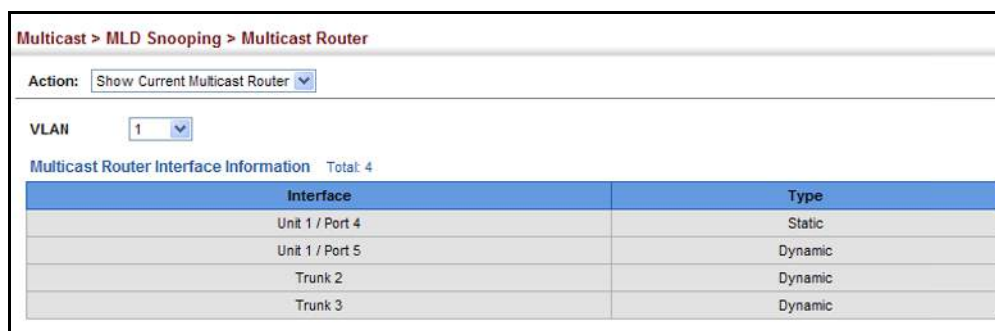 Multicast > MLD Snooping > Multicast Router
Action: Show Current Multicast Router
VLAN 1
Multicast Router Interface Information Total: 4
Interface Type
Unit 1 / Port 4 Static
Unit 1 / Port 5 Dynamic
Trunk 2 Dynamic
Trunk 3 Dynamic